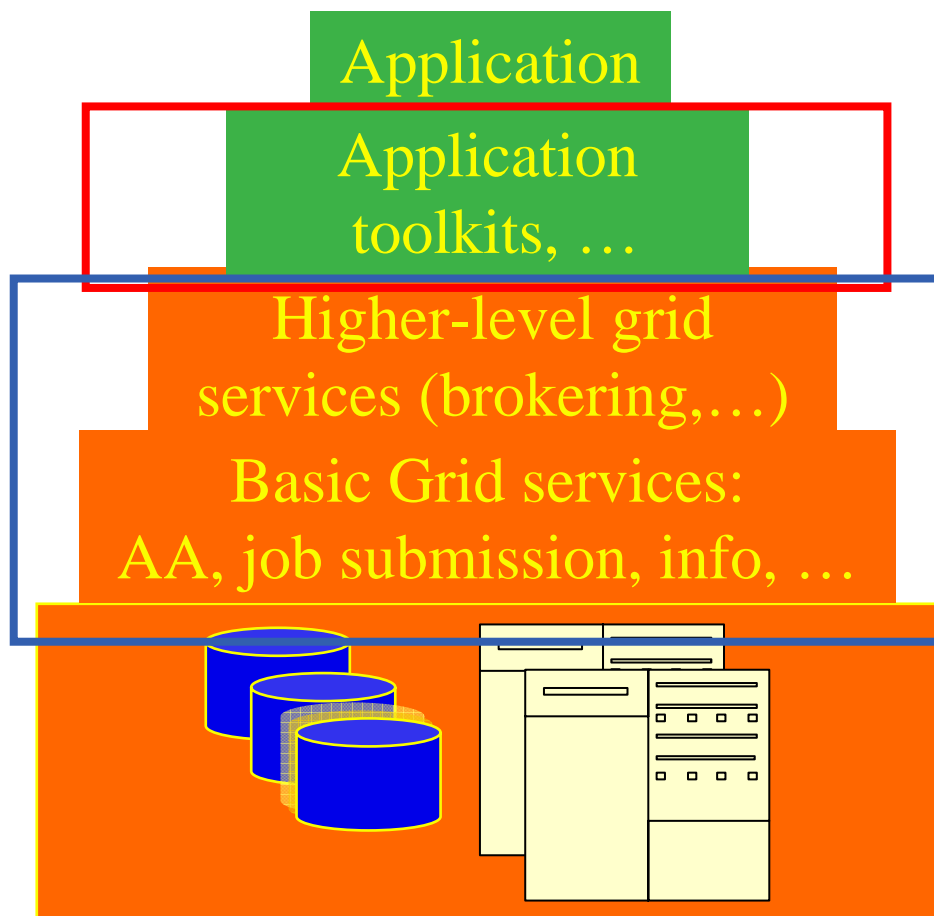 Application
Application
toolkits, …
Higher-level grid
services (brokering,…)
Basic Grid services:
AA, job submission, info, …